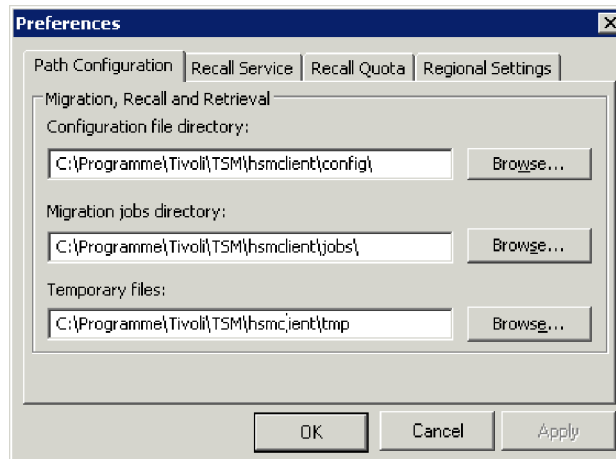 Preferences
Path Configuration Recall Service Recall Quota Regional Settings
Migration, Recall and Retrieval
Configuration file directory:
C:\Programme\Tivoli\TSM\hsmclient\config\ Browse...
Migration jobs directory:
C:\Programme\Tivoli\TSM\hsmclient\jobs\ Browse...
Temporary files:
C:\Programme\Tivoli\TSM\hsmclient\tmp Browse...
OK Cancel Apply